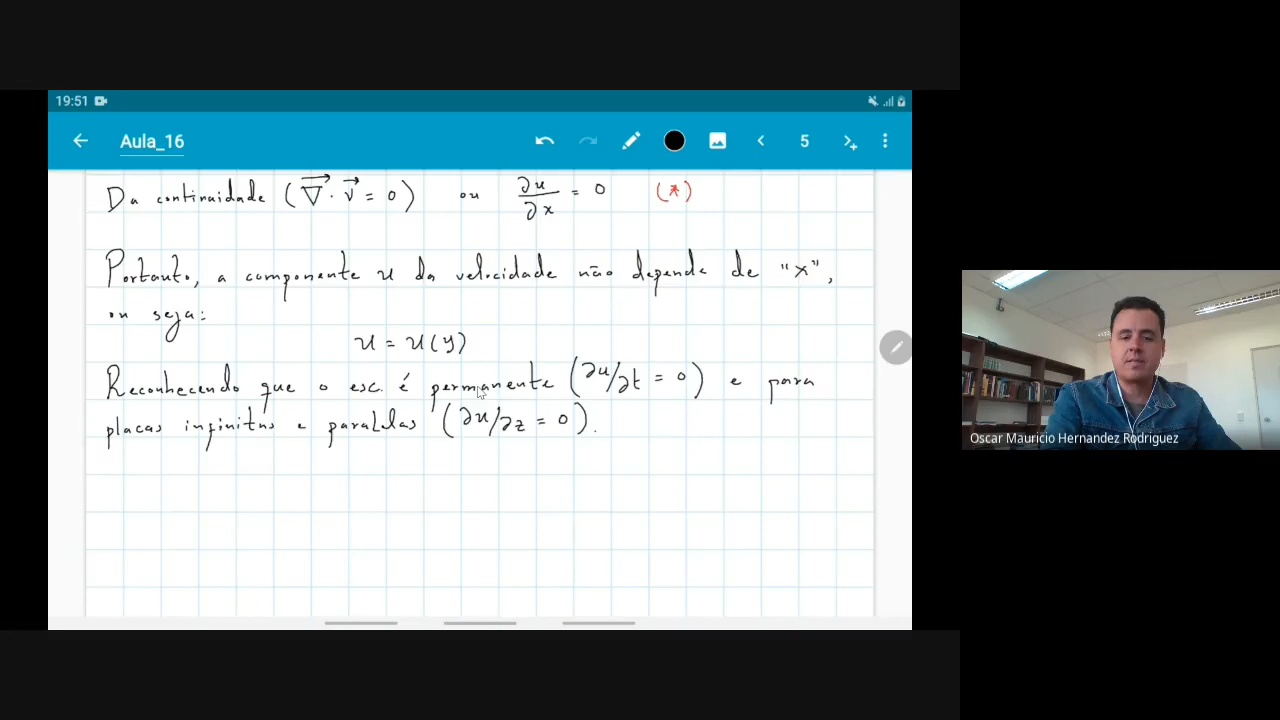 19:51
Aula_16
5
Da continuidade (∇⃗ · v⃗ = 0) ou ∂u/∂x = 0 (*)
Portanto, a componente u da velocidade não depende de "x",
ou seja:
u = u(y)
Reconhecendo que o esc. é permanente (∂u/∂t = 0) e para
placas infinitas e paralelas (∂u/∂z = 0).
Oscar Mauricio Hernandez Rodriguez